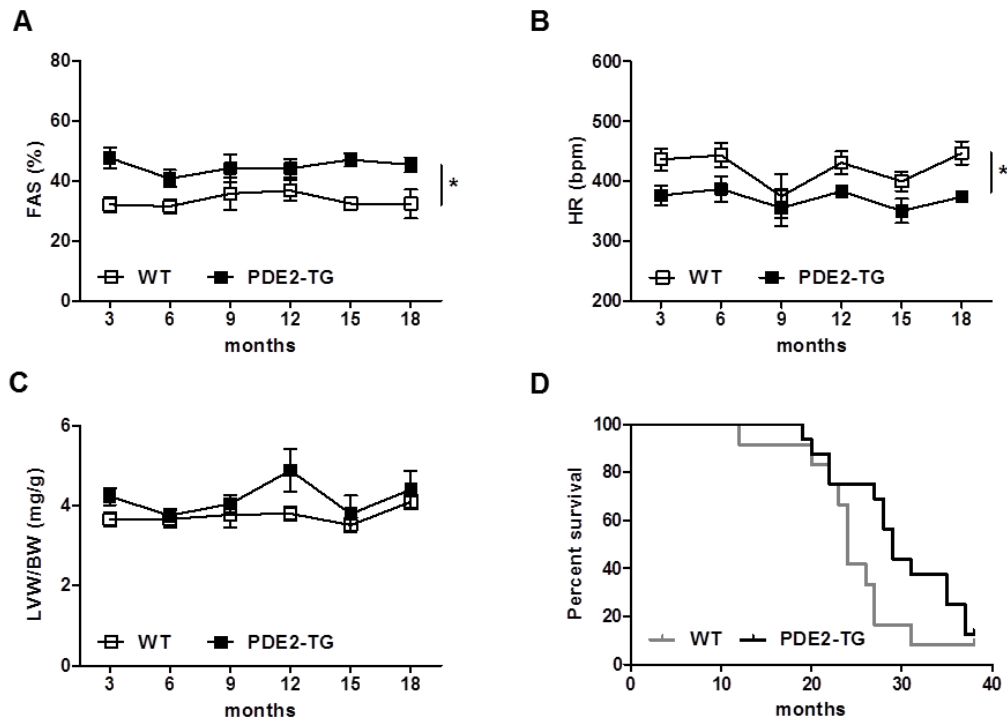 A
80
60
40
20
0
FAS (%)
*
WT PDE2-TG
3 6 9 12 15 18
months
B
600
500
400
300
200
HR (bpm)
*
WT PDE2-TG
3 6 9 12 15 18
months
C
6
4
2
0
LVW/BW (mg/g)
WT PDE2-TG
3 6 9 12 15 18
months
D
100
80
60
40
20
0
Percent survival
WT PDE2-TG
0 10 20 30 40
months